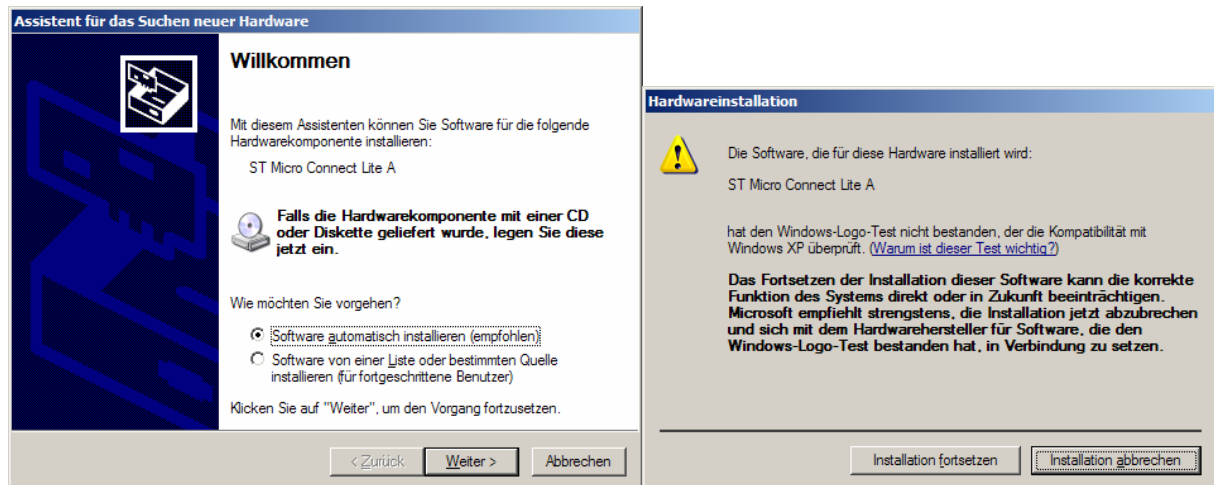 Assistent für das Suchen neuer Hardware
Willkommen
Mit diesem Assistenten können Sie Software für die folgende
Hardwarekomponente installieren:
ST Micro Connect Lite A
Falls die Hardwarekomponente mit einer CD
oder Diskette geliefert wurde, legen Sie diese
jetzt ein.
Wie möchten Sie vorgehen?
Software automatisch installieren (empfohlen)
Software von einer Liste oder bestimmten Quelle
installieren (für fortgeschrittene Benutzer)
Klicken Sie auf "Weiter", um den Vorgang fortzusetzen.
< Zurück Weiter > Abbrechen
Hardwareinstallation
Die Software, die für diese Hardware installiert wird:
ST Micro Connect Lite A
hat den Windows-Logo-Test nicht bestanden, der die Kompatibilität mit
Windows XP überprüft. (Warum ist dieser Test wichtig?)
Das Fortsetzen der Installation dieser Software kann die korrekte
Funktion des Systems direkt oder in Zukunft beeinträchtigen.
Microsoft empfiehlt strengstens, die Installation jetzt abzubrechen
und sich mit dem Hardwarehersteller für Software, die den
Windows-Logo-Test bestanden hat, in Verbindung zu setzen.
Installation fortsetzen Installation abbrechen